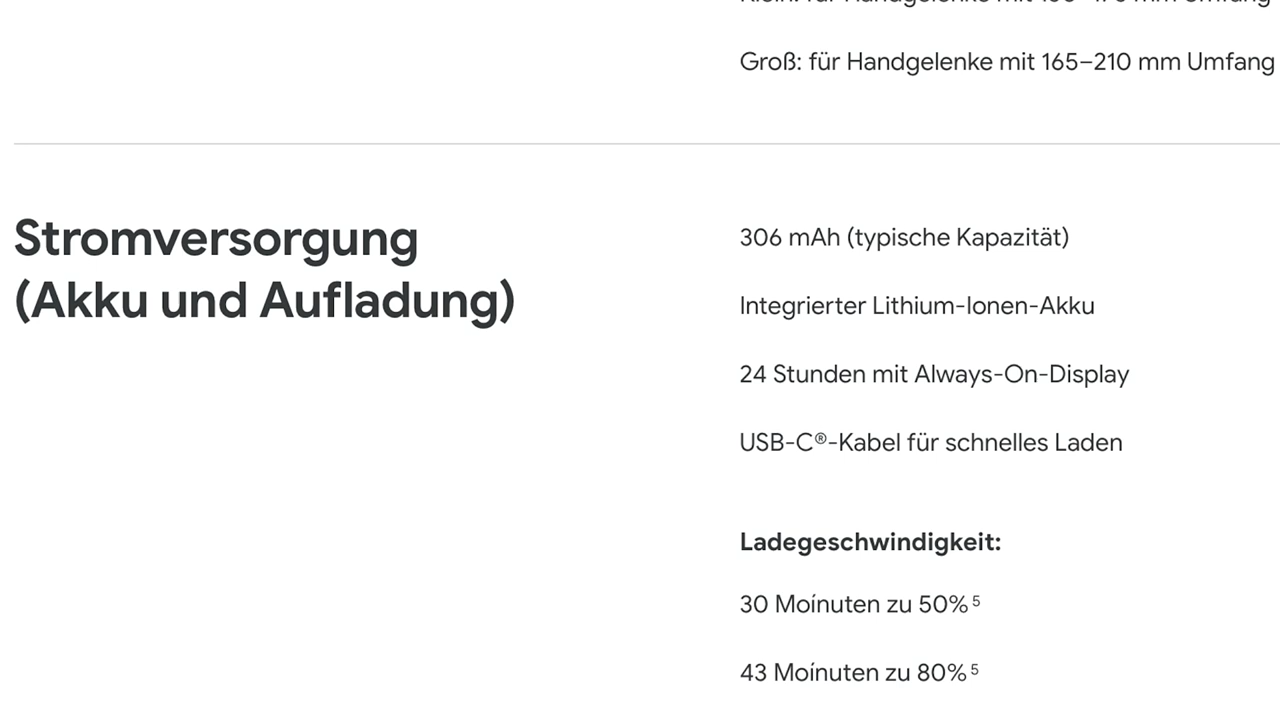 Groß: für Handgelenke mit 165–210 mm Umfang
Stromversorgung
(Akku und Aufladung)
306 mAh (typische Kapazität)
Integrierter Lithium-Ionen-Akku
24 Stunden mit Always-On-Display
USB-C®-Kabel für schnelles Laden
Ladegeschwindigkeit:
30 Moínuten zu 50% 5
43 Moínuten zu 80% 5